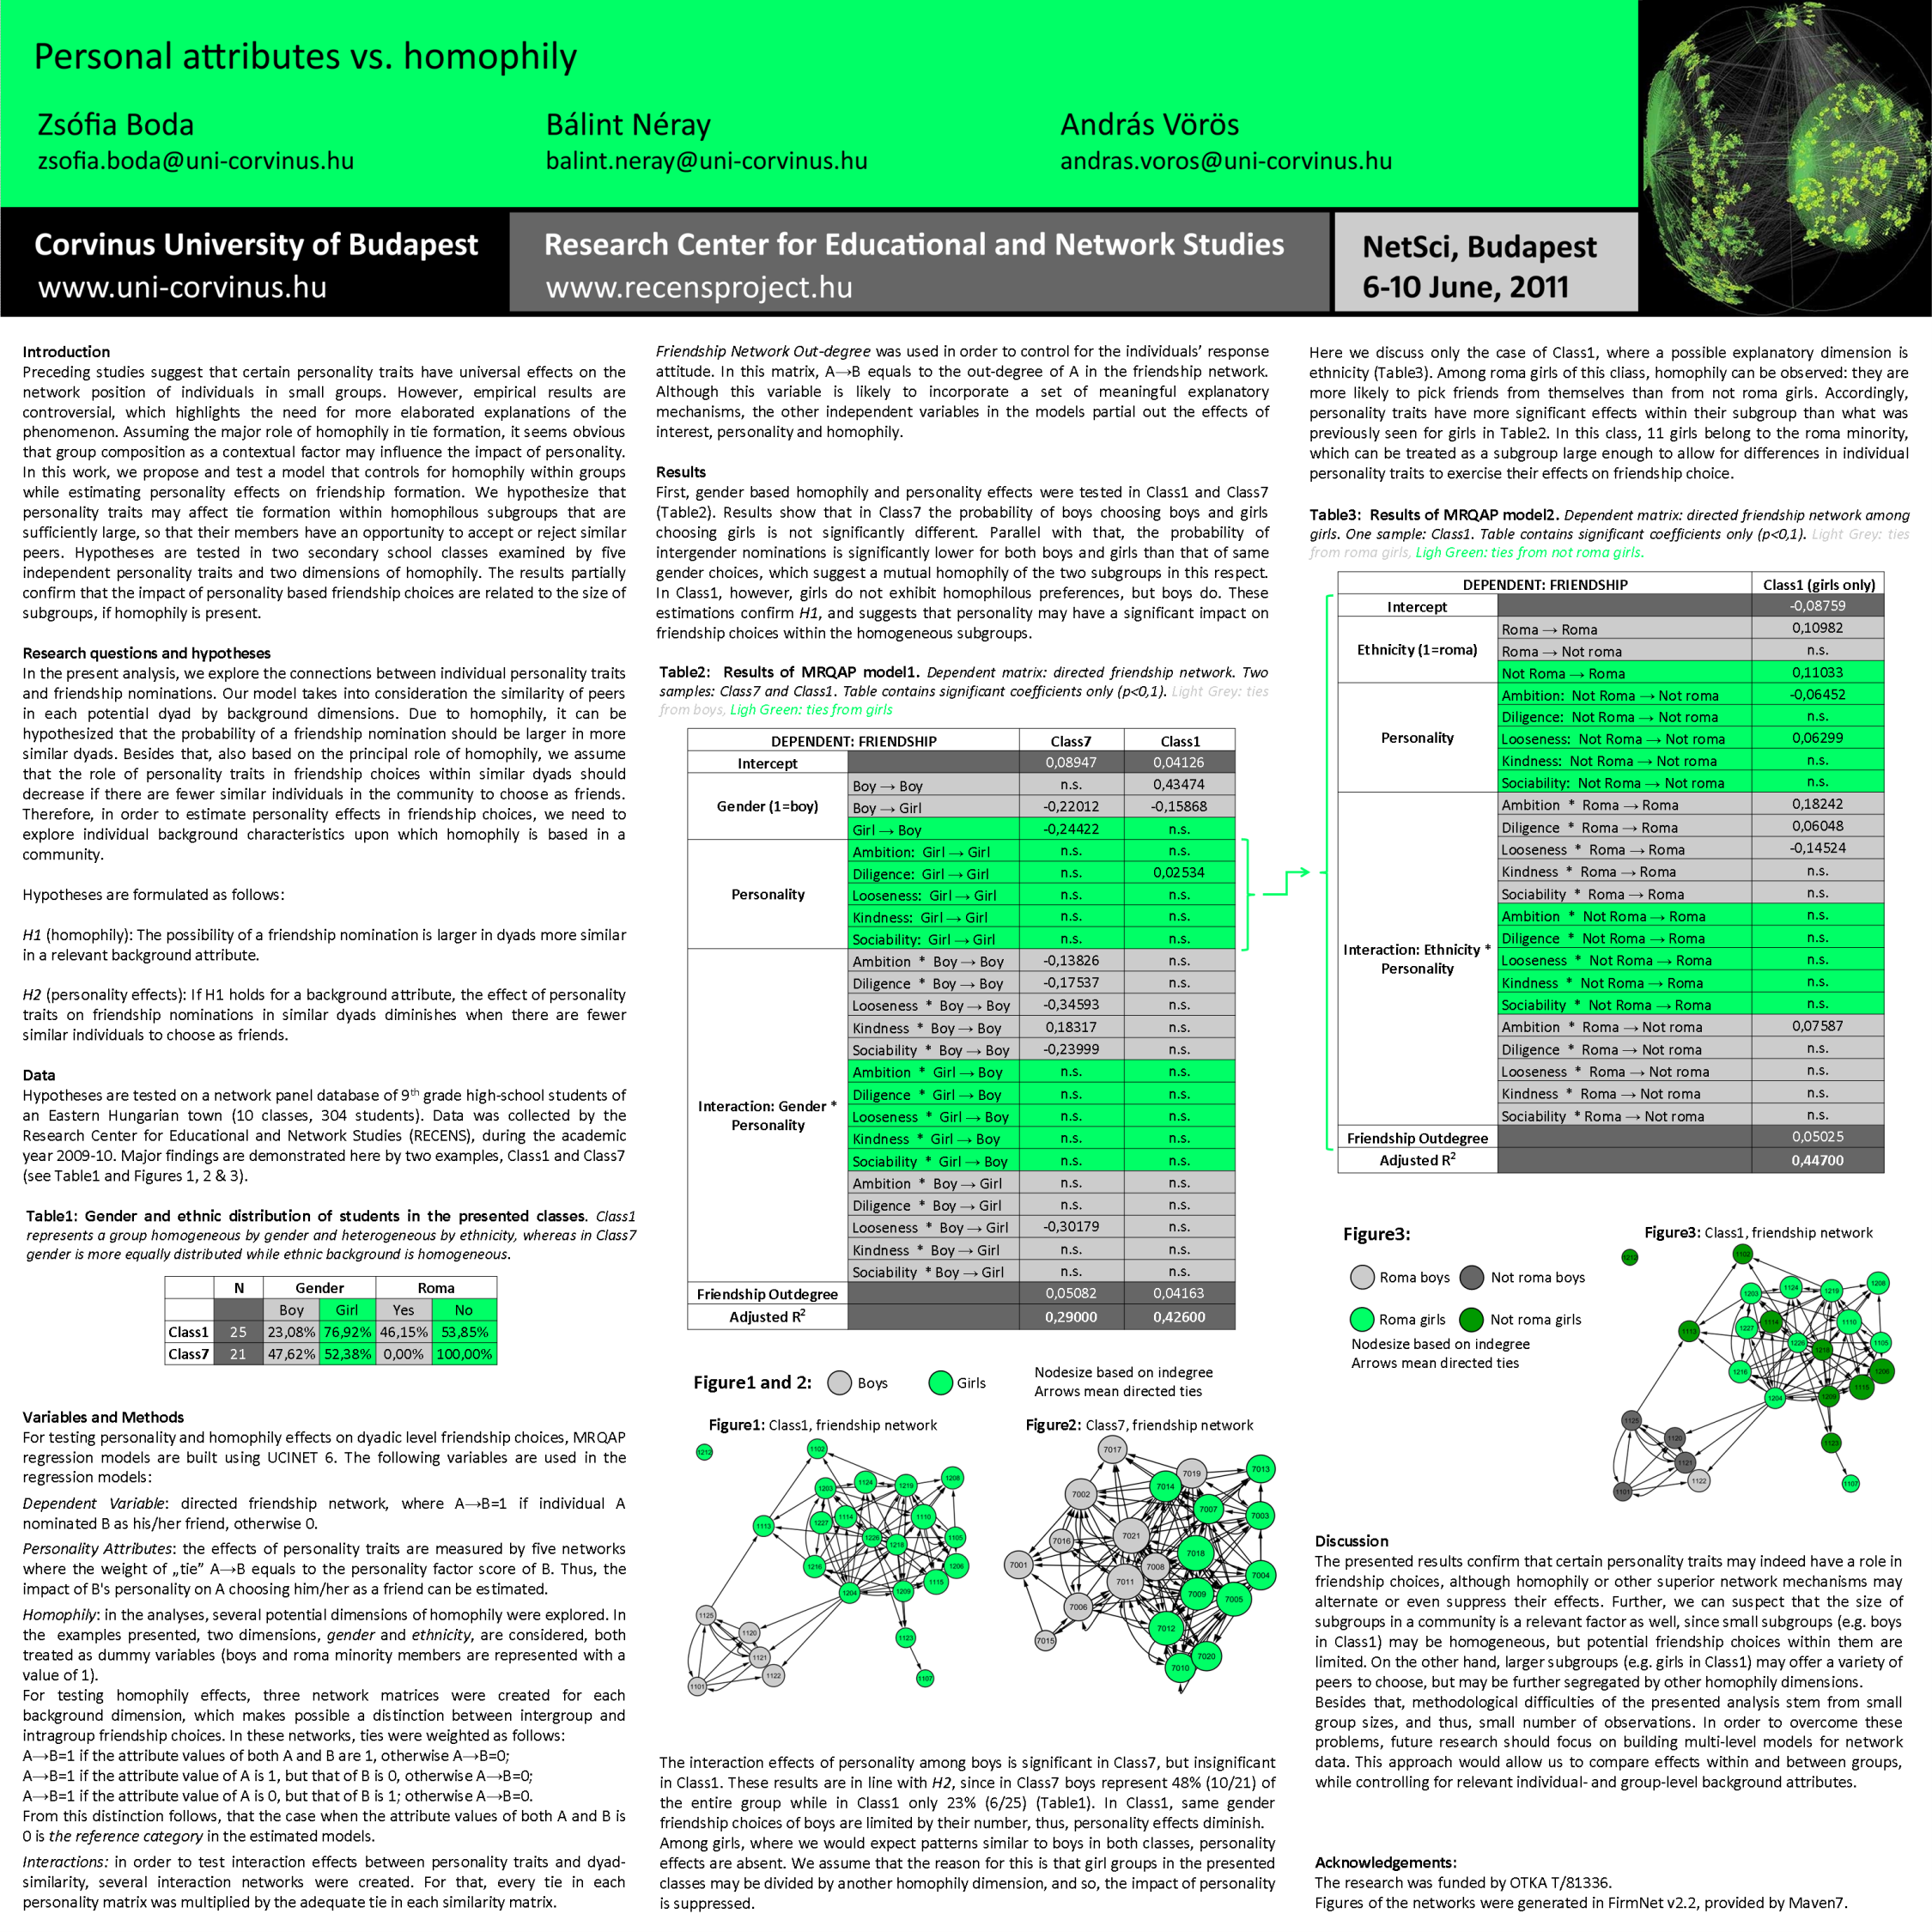 Personal attributes vs. homophily
Zsófia Boda
zsofia.boda@uni-corvinus.hu
Bálint Néray
balint.neray@uni-corvinus.hu
András Vörös
andras.voros@uni-corvinus.hu
Corvinus University of Budapest
www.uni-corvinus.hu
Research Center for Educational and Network Studies
www.recensproject.hu
NetSci, Budapest
6-10 June, 2011
Introduction
Preceding studies suggest that certain personality traits have universal effects on the
network position of individuals in small groups. However, empirical results are
controversial, which highlights the need for more elaborated explanations of the
phenomenon. Assuming the major role of homophily in tie formation, it seems obvious
that group composition as a contextual factor may influence the impact of personality.
In this work, we propose and test a model that controls for homophily within groups
while estimating personality effects on friendship formation. We hypothesize that
personality traits may affect tie formation within homophilous subgroups that are
sufficiently large, so that their members have an opportunity to accept or reject similar
peers. Hypotheses are tested in two secondary school classes examined by five
independent personality traits and two dimensions of homophily. The results partially
confirm that the impact of personality based friendship choices are related to the size of
subgroups, if homophily is present.
Research questions and hypotheses
In the present analysis, we explore the connections between individual personality traits
and friendship nominations. Our model takes into consideration the similarity of peers
in each potential dyad by background dimensions. Due to homophily, it can be
hypothesized that the probability of a friendship nomination should be larger in more
similar dyads. Besides that, also based on the principal role of homophily, we assume
that the role of personality traits in friendship choices within similar dyads should
decrease if there are fewer similar individuals in the community to choose as friends.
Therefore, in order to estimate personality effects in friendship choices, we need to
explore individual background characteristics upon which homophily is based in a
community.
Hypotheses are formulated as follows:
H1 (homophily): The possibility of a friendship nomination is larger in dyads more similar
in a relevant background attribute.
H2 (personality effects): If H1 holds for a background attribute, the effect of personality
traits on friendship nominations in similar dyads diminishes when there are fewer
similar individuals to choose as friends.
Data
Hypotheses are tested on a network panel database of 9th grade high-school students of
an Eastern Hungarian town (10 classes, 304 students). Data was collected by the
Research Center for Educational and Network Studies (RECENS), during the academic
year 2009-10. Major findings are demonstrated here by two examples, Class1 and Class7
(see Table1 and Figures 1, 2 & 3).
Table1: Gender and ethnic distribution of students in the presented classes. Class1
represents a group homogeneous by gender and heterogeneous by ethnicity, whereas in Class7
gender is more equally distributed while ethnic background is homogeneous.
N Gender Roma
Boy Girl Yes No
Class1 25 23,08% 76,92% 46,15% 53,85%
Class7 21 47,62% 52,38% 0,00% 100,00%
Variables and Methods
For testing personality and homophily effects on dyadic level friendship choices, MRQAP
regression models are built using UCINET 6. The following variables are used in the
regression models:
Dependent Variable: directed friendship network, where A→B=1 if individual A
nominated B as his/her friend, otherwise 0.
Personality Attributes: the effects of personality traits are measured by five networks
where the weight of „tie” A→B equals to the personality factor score of B. Thus, the
impact of B's personality on A choosing him/her as a friend can be estimated.
Homophily: in the analyses, several potential dimensions of homophily were explored. In
the examples presented, two dimensions, gender and ethnicity, are considered, both
treated as dummy variables (boys and roma minority members are represented with a
value of 1).
For testing homophily effects, three network matrices were created for each
background dimension, which makes possible a distinction between intergroup and
intragroup friendship choices. In these networks, ties were weighted as follows:
A→B=1 if the attribute values of both A and B are 1, otherwise A→B=0;
A→B=1 if the attribute value of A is 1, but that of B is 0, otherwise A→B=0;
A→B=1 if the attribute value of A is 0, but that of B is 1; otherwise A→B=0.
From this distinction follows, that the case when the attribute values of both A and B is
0 is the reference category in the estimated models.
Interactions: in order to test interaction effects between personality traits and dyad-
similarity, several interaction networks were created. For that, every tie in each
personality matrix was multiplied by the adequate tie in each similarity matrix.
Friendship Network Out-degree was used in order to control for the individuals’ response
attitude. In this matrix, A→B equals to the out-degree of A in the friendship network.
Although this variable is likely to incorporate a set of meaningful explanatory
mechanisms, the other independent variables in the models partial out the effects of
interest, personality and homophily.
Results
First, gender based homophily and personality effects were tested in Class1 and Class7
(Table2). Results show that in Class7 the probability of boys choosing boys and girls
choosing girls is not significantly different. Parallel with that, the probability of
intergender nominations is significantly lower for both boys and girls than that of same
gender choices, which suggest a mutual homophily of the two subgroups in this respect.
In Class1, however, girls do not exhibit homophilous preferences, but boys do. These
estimations confirm H1, and suggests that personality may have a significant impact on
friendship choices within the homogeneous subgroups.
Table2: Results of MRQAP model1. Dependent matrix: directed friendship network. Two
samples: Class7 and Class1. Table contains significant coefficients only (p<0,1). Light Grey: ties
from boys, Ligh Green: ties from girls
DEPENDENT: FRIENDSHIP Class7 Class1
Intercept 0,08947 0,04126
Gender (1=boy)
Boy → Boy n.s. 0,43474
Boy → Girl -0,22012 -0,15868
Girl → Boy -0,24422 n.s.
Personality
Ambition: Girl → Girl n.s. n.s.
Diligence: Girl → Girl n.s. 0,02534
Looseness: Girl → Girl n.s. n.s.
Kindness: Girl → Girl n.s. n.s.
Sociability: Girl → Girl n.s. n.s.
Interaction: Gender *
Personality
Ambition * Boy → Boy -0,13826 n.s.
Diligence * Boy → Boy -0,17537 n.s.
Looseness * Boy → Boy -0,34593 n.s.
Kindness * Boy → Boy 0,18317 n.s.
Sociability * Boy → Boy -0,23999 n.s.
Ambition * Girl → Boy n.s. n.s.
Diligence * Girl → Boy n.s. n.s.
Looseness * Girl → Boy n.s. n.s.
Kindness * Girl → Boy n.s. n.s.
Sociability * Girl → Boy n.s. n.s.
Ambition * Boy → Girl n.s. n.s.
Diligence * Boy → Girl n.s. n.s.
Looseness * Boy → Girl -0,30179 n.s.
Kindness * Boy → Girl n.s. n.s.
Sociability * Boy → Girl n.s. n.s.
Friendship Outdegree 0,05082 0,04163
Adjusted R2 0,29000 0,42600
Figure1 and 2: Boys Girls
Nodesize based on indegree
Arrows mean directed ties
Figure1: Class1, friendship network
1212 1102 1203 1124 1219 1208
1113 1227 1114 1226 1110 1105
1216 1218 1206 1115 1204 1209
1125 1120 1121 1122 1101 1123 1107
Figure2: Class7, friendship network
7017 7019 7013 7002 7014 7007 7003
7021 7016 7001 7008 7018 7004
7011 7009 7005 7006 7012 7015 7020 7010
The interaction effects of personality among boys is significant in Class7, but insignificant
in Class1. These results are in line with H2, since in Class7 boys represent 48% (10/21) of
the entire group while in Class1 only 23% (6/25) (Table1). In Class1, same gender
friendship choices of boys are limited by their number, thus, personality effects diminish.
Among girls, where we would expect patterns similar to boys in both classes, personality
effects are absent. We assume that the reason for this is that girl groups in the presented
classes may be divided by another homophily dimension, and so, the impact of personality
is suppressed.
Here we discuss only the case of Class1, where a possible explanatory dimension is
ethnicity (Table3). Among roma girls of this cliass, homophily can be observed: they are
more likely to pick friends from themselves than from not roma girls. Accordingly,
personality traits have more significant effects within their subgroup than what was
previously seen for girls in Table2. In this class, 11 girls belong to the roma minority,
which can be treated as a subgroup large enough to allow for differences in individual
personality traits to exercise their effects on friendship choice.
Table3: Results of MRQAP model2. Dependent matrix: directed friendship network among
girls. One sample: Class1. Table contains significant coefficients only (p<0,1). Light Grey: ties
from roma girls, Ligh Green: ties from not roma girls.
DEPENDENT: FRIENDSHIP Class1 (girls only)
Intercept -0,08759
Ethnicity (1=roma)
Roma → Roma 0,10982
Roma → Not roma n.s.
Not Roma → Roma 0,11033
Personality
Ambition: Not Roma → Not roma -0,06452
Diligence: Not Roma → Not roma n.s.
Looseness: Not Roma → Not roma 0,06299
Kindness: Not Roma → Not roma n.s.
Sociability: Not Roma → Not roma n.s.
Interaction: Ethnicity *
Personality
Ambition * Roma → Roma 0,18242
Diligence * Roma → Roma 0,06048
Looseness * Roma → Roma -0,14524
Kindness * Roma → Roma n.s.
Sociability * Roma → Roma n.s.
Ambition * Not Roma → Roma n.s.
Diligence * Not Roma → Roma n.s.
Looseness * Not Roma → Roma n.s.
Kindness * Not Roma → Roma n.s.
Sociability * Not Roma → Roma n.s.
Ambition * Roma → Not roma 0,07587
Diligence * Roma → Not roma n.s.
Looseness * Roma → Not roma n.s.
Kindness * Roma → Not roma n.s.
Sociability * Roma → Not roma n.s.
Friendship Outdegree 0,05025
Adjusted R2 0,44700
Figure3:
Roma boys Not roma boys
Roma girls Not roma girls
Nodesize based on indegree
Arrows mean directed ties
Figure3: Class1, friendship network
1212 1102 1203 1124 1219 1208
1113 1227 1114 1226 1110 1105
1216 1218 1206 1115 1204 1209
1125 1120 1121 1122 1101 1123 1107
Discussion
The presented results confirm that certain personality traits may indeed have a role in
friendship choices, although homophily or other superior network mechanisms may
alternate or even suppress their effects. Further, we can suspect that the size of
subgroups in a community is a relevant factor as well, since small subgroups (e.g. boys
in Class1) may be homogeneous, but potential friendship choices within them are
limited. On the other hand, larger subgroups (e.g. girls in Class1) may offer a variety of
peers to choose, but may be further segregated by other homophily dimensions.
Besides that, methodological difficulties of the presented analysis stem from small
group sizes, and thus, small number of observations. In order to overcome these
problems, future research should focus on building multi-level models for network
data. This approach would allow us to compare effects within and between groups,
while controlling for relevant individual- and group-level background attributes.
Acknowledgements:
The research was funded by OTKA T/81336.
Figures of the networks were generated in FirmNet v2.2, provided by Maven7.